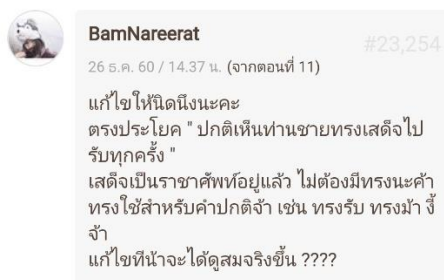 BamNareerat
#23,254
26 ธ.ค. 60 / 14.37 น. (จากตอนที่ 11)
แก้ไขให้นิดนึงนะคะ
ตรงประโยค " ปกติเห็นท่านชายทรงเสด็จไป
รับทุกครั้ง "
เสด็จเป็นราชาศัพท์อยู่แล้ว ไม่ต้องมีทรงนะค้า
ทรงใช้สำหรับคำปกติจ้า เช่น ทรงรับ ทรงม้า งี้
จ้า
แก้ไขทีน้าจะได้ดูสมจริงขึ้น ????